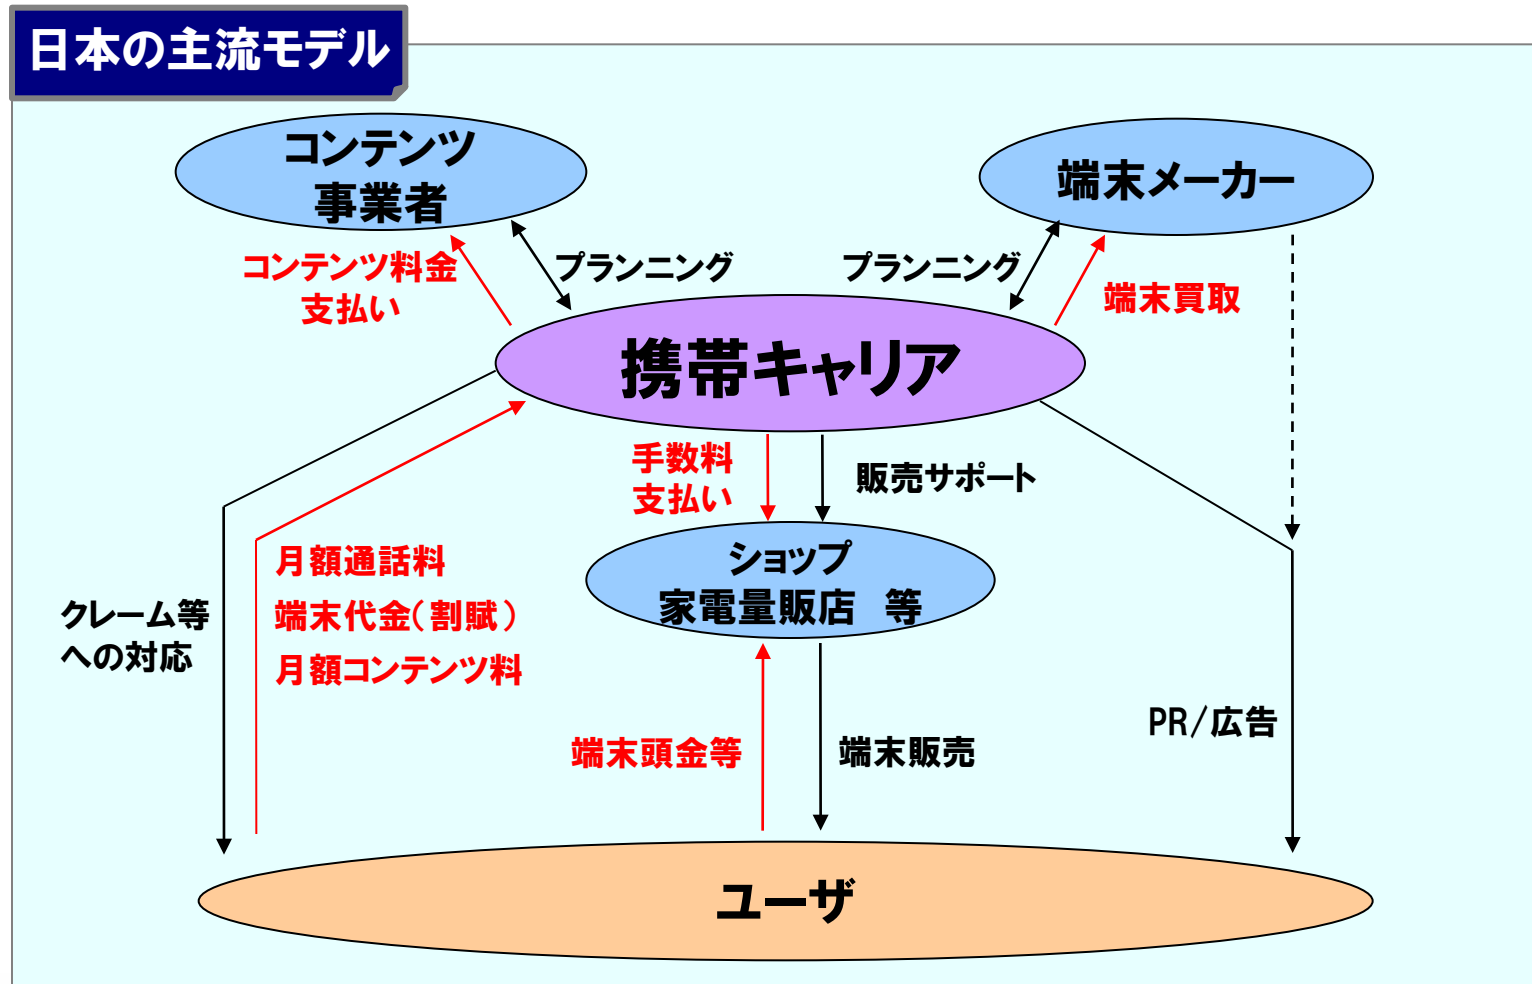 日本の主流モデル
コンテンツ
事業者
端末メーカー
コンテンツ料金
支払い
プランニング
プランニング
端末買取
携帯キャリア
手数料
支払い
販売サポート
ショップ
家電量販店　等
月額通話料
端末代金(割賦)
月額コンテンツ料
クレーム等
への対応
端末頭金等
端末販売
PR/広告
ユーザ